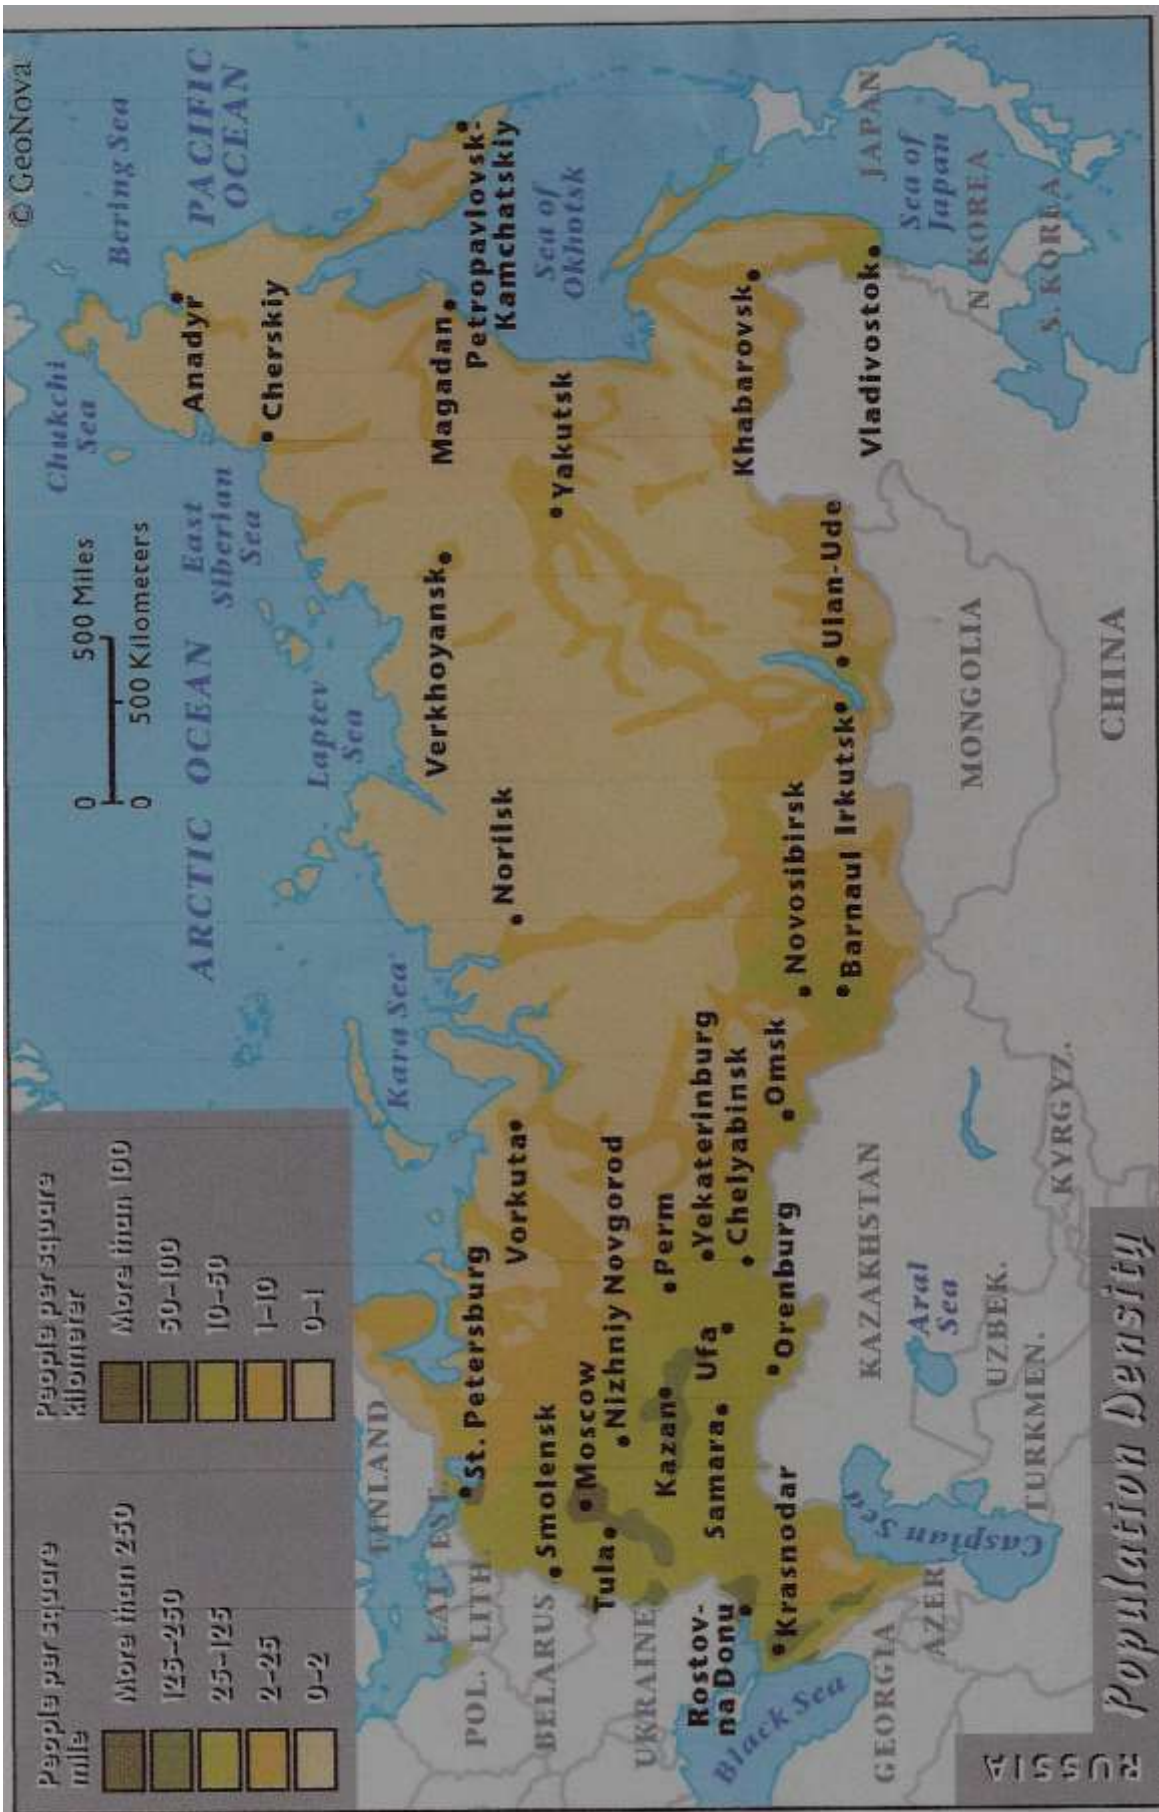 © GeoNova
People per square
mile
More than 250
125–250
25–125
2–25
0–2
People per square
kilometer
More than 100
50–100
10–50
1–10
0–1
0
500 Miles
0
500 Kilometers
Chukchi
Sea
Bering Sea
PACIFIC
OCEAN
ARCTIC OCEAN
East
Siberian
Sea
Laptev
Sea
Kara Sea
Anadyr
Cherskiy
Magadan
Petropavlovsk-
Kamchatskiy
Sea of
Okhotsk
Verkhoyansk
Yakutsk
Norilsk
Vorkuta
St. Petersburg
Smolensk
Moscow
Tula
Nizhniy Novgorod
Kazan
Perm
Yekaterinburg
Chelyabinsk
Omsk
Samara
Ufa
Orenburg
Rostov-
na Donu
Krasnodar
Novosibirsk
Barnaul
Irkutsk
Ulan-Ude
Khabarovsk
Vladivostok
FINLAND
EST.
LAT.
LITH.
POL.
BELARUS
UKRAINE
Black Sea
GEORGIA
AZER.
Caspian Sea
KAZAKHSTAN
Aral
Sea
UZBEK.
TURKMEN.
KYRGYZ.
MONGOLIA
CHINA
N. KOREA
S. KOREA
Sea of
Japan
JAPAN
RUSSIA
Population Density